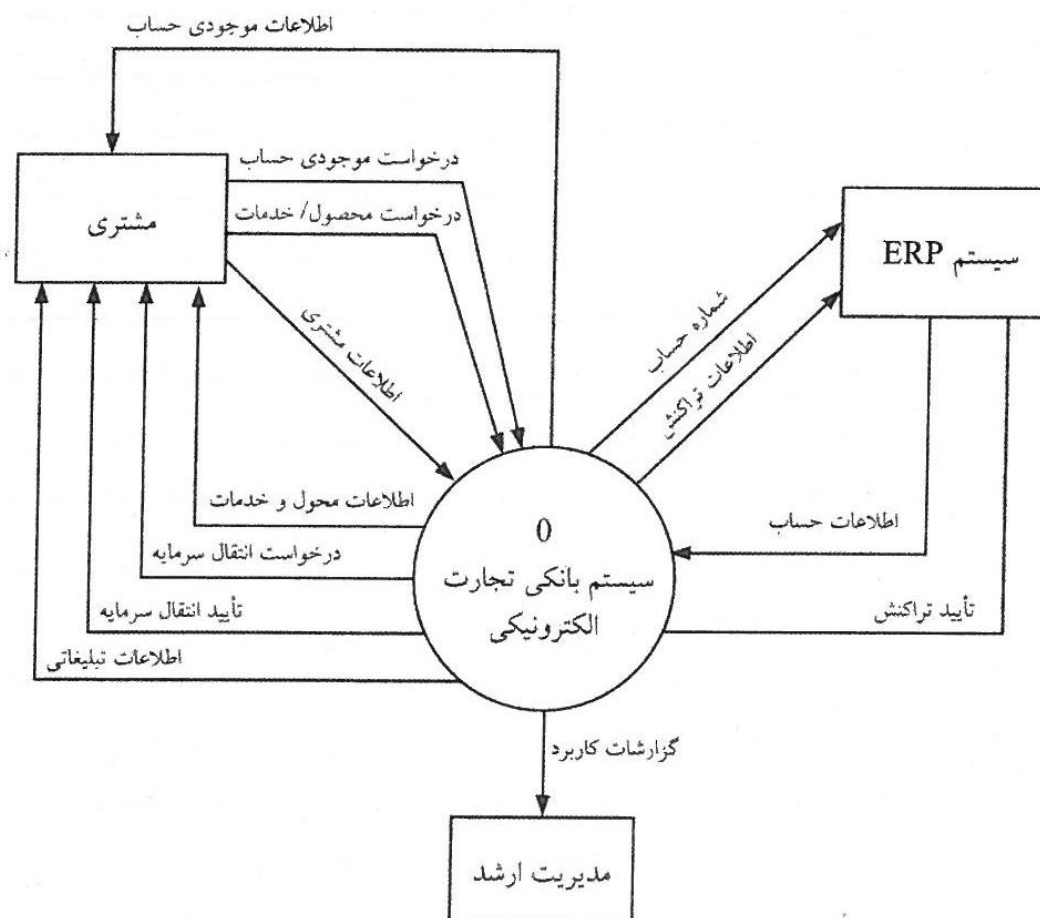 اطلاعات موجودی حساب
درخواست موجودی حساب
درخواست محصول/ خدمات
مشتری
سیستم ERP
اطلاعات مشتری
شماره حساب
اطلاعات تراکنش
اطلاعات محول و خدمات
درخواست انتقال سرمایه
تأیید انتقال سرمایه
اطلاعات تبلیغاتی
0
سیستم بانکی تجارت
الکترونیکی
اطلاعات حساب
تأیید تراکنش
گزارشات کاربرد
مدیریت ارشد